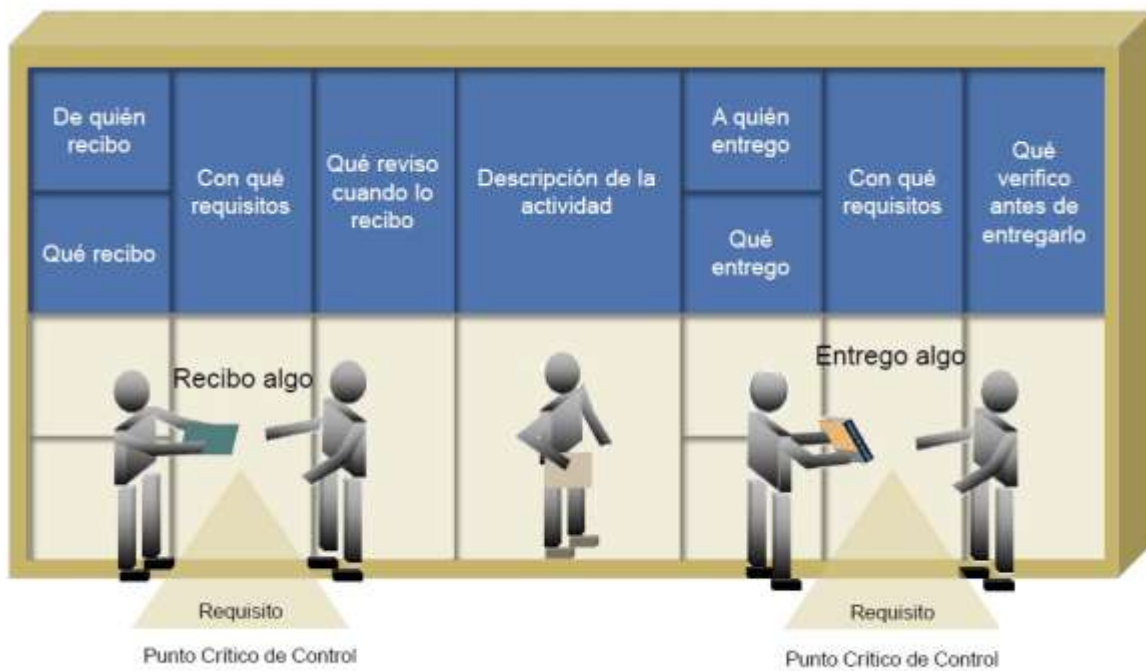 De quién
recibo
Qué recibo
Con qué
requisitos
Qué reviso
cuando lo
recibo
Descripción de la
actividad
A quién
entrego
Qué
entrego
Con qué
requisitos
Qué
verifico
antes de
entregarlo
Recibo algo
Entrego algo
Requisito
Punto Crítico de Control
Requisito
Punto Crítico de Control